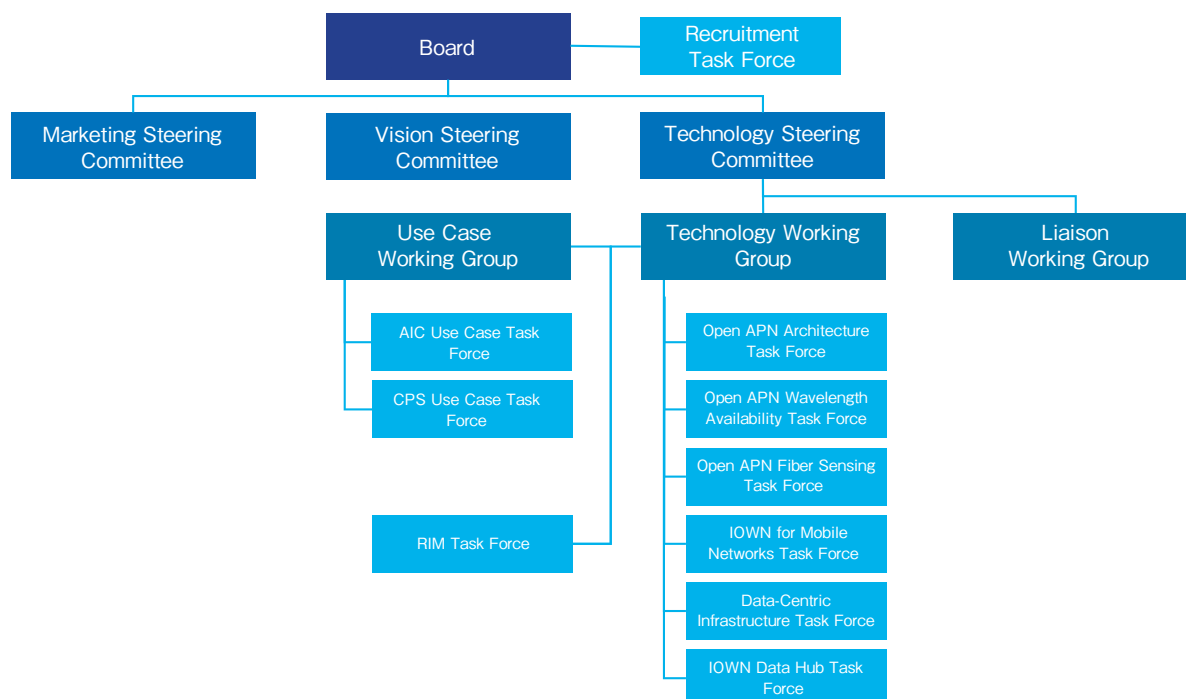 Board
Recruitment
Task Force
Marketing Steering
Committee
Vision Steering
Committee
Technology Steering
Committee
Use Case
Working Group
Technology Working
Group
Liaison
Working Group
AIC Use Case Task
Force
CPS Use Case Task
Force
RIM Task Force
Open APN Architecture
Task Force
Open APN Wavelength
Availability Task Force
Open APN Fiber Sensing
Task Force
IOWN for Mobile
Networks Task Force
Data-Centric
Infrastructure Task Force
IOWN Data Hub Task
Force